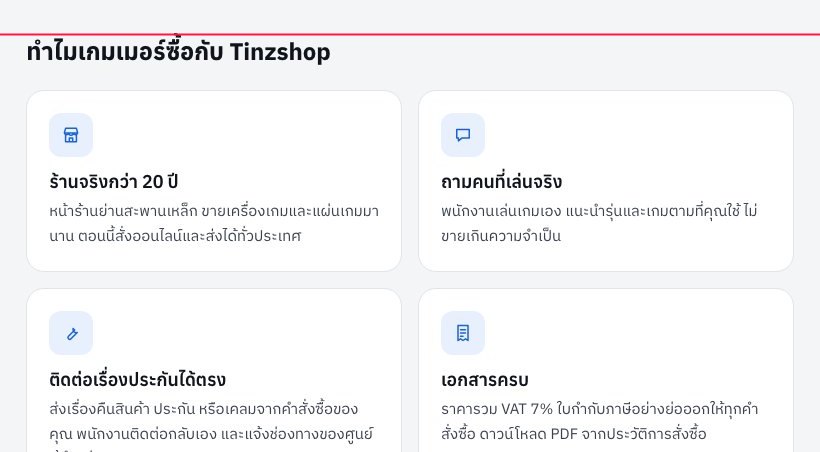 ทำไมเกมเมอร์ซื้อกับ Tinzshop
ร้านจริงกว่า 20 ปี
หน้าร้านย่านสะพานเหล็ก ขายเครื่องเกมและแผ่นเกมมา
นาน ตอนนี้สั่งออนไลน์และส่งได้ทั่วประเทศ
ถามคนที่เล่นจริง
พนักงานเล่นเกมเอง แนะนำรุ่นและเกมตามที่คุณใช้ ไม่
ขายเกินความจำเป็น
ติดต่อเรื่องประกันได้ตรง
ส่งเรื่องคืนสินค้า ประกัน หรือเคลมจากคำสั่งซื้อของ
คุณ พนักงานติดต่อกลับเอง และแจ้งช่องทางของศูนย์
เอกสารครบ
ราคารวม VAT 7% ใบกำกับภาษีอย่างย่อออกให้ทุกคำ
สั่งซื้อ ดาวน์โหลด PDF จากประวัติการสั่งซื้อ